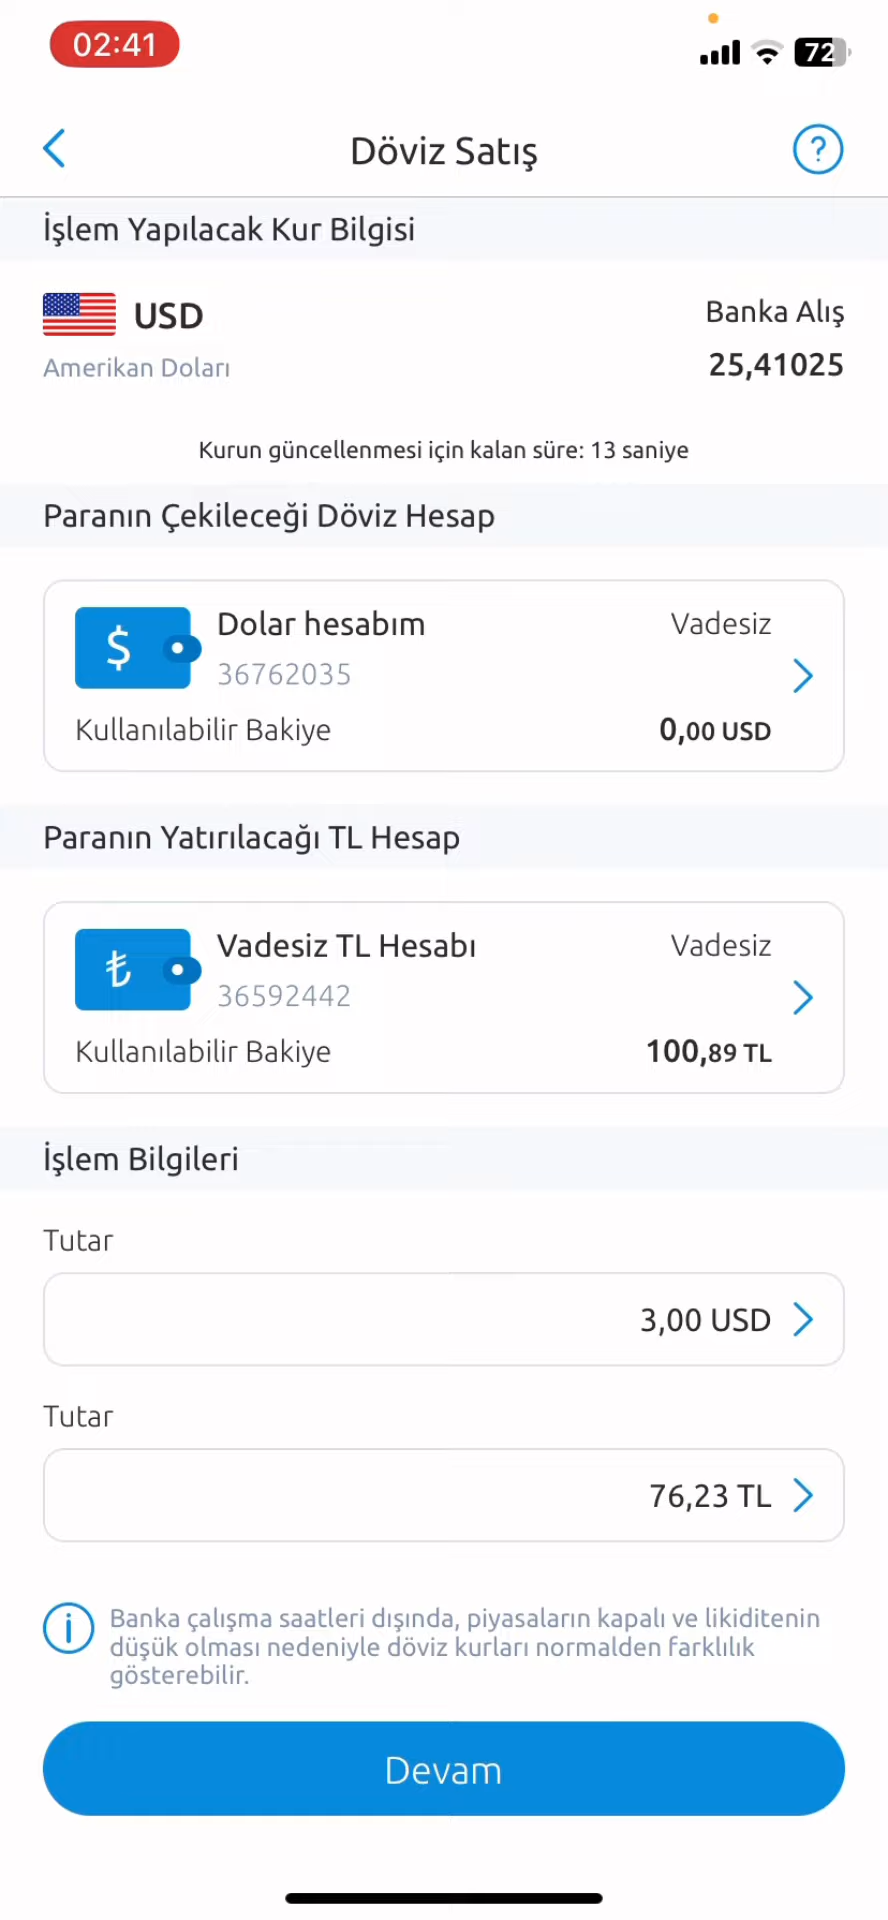 02:41
72
Döviz Satış
?
İşlem Yapılacak Kur Bilgisi
USD
Banka Alış
Amerikan Doları
25,41025
Kurun güncellenmesi için kalan süre: 13 saniye
Paranın Çekileceği Döviz Hesap
$
Dolar hesabım
Vadesiz
36762035
Kullanılabilir Bakiye
0,00 USD
Paranın Yatırılacağı TL Hesap
₺
Vadesiz TL Hesabı
Vadesiz
36592442
Kullanılabilir Bakiye
100,89 TL
İşlem Bilgileri
Tutar
3,00 USD
Tutar
76,23 TL
i
Banka çalışma saatleri dışında, piyasaların kapalı ve likiditenin
düşük olması nedeniyle döviz kurları normalden farklılık
gösterebilir.
Devam